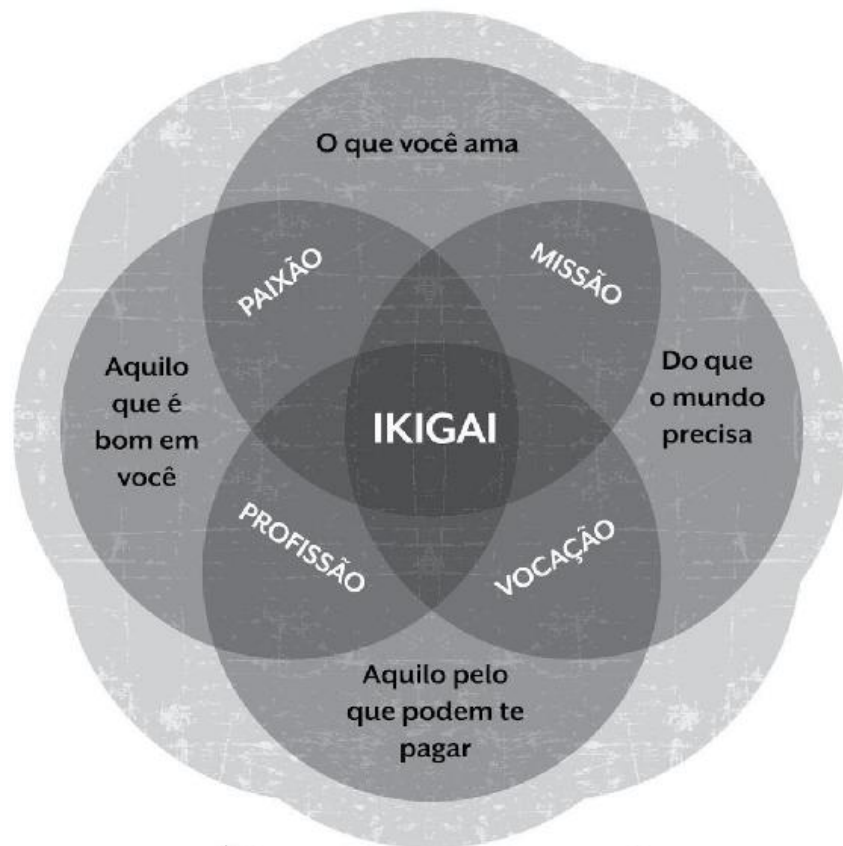 O que você ama
PAIXÃO
MISSÃO
Aquilo
que é
bom em
você
Do que
o mundo
precisa
IKIGAI
PROFISSÃO
VOCAÇÃO
Aquilo pelo
que podem te
pagar